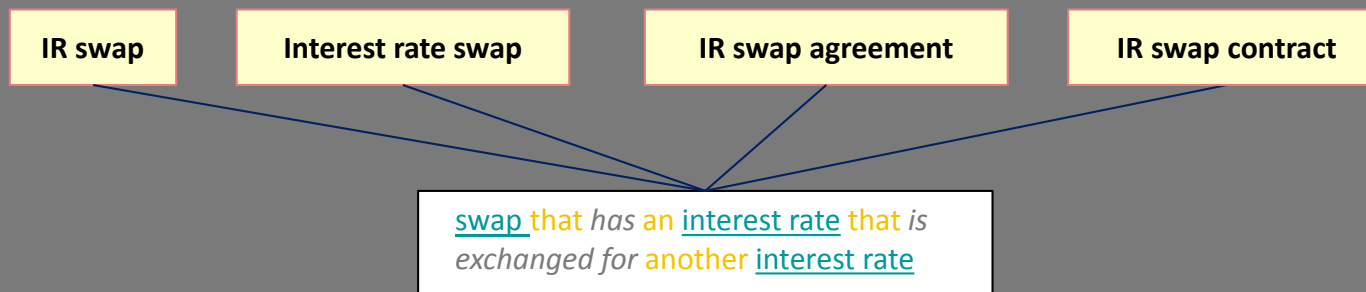 IR swap
Interest rate swap
IR swap agreement
IR swap contract
swap that has an interest rate that is
exchanged for another interest rate